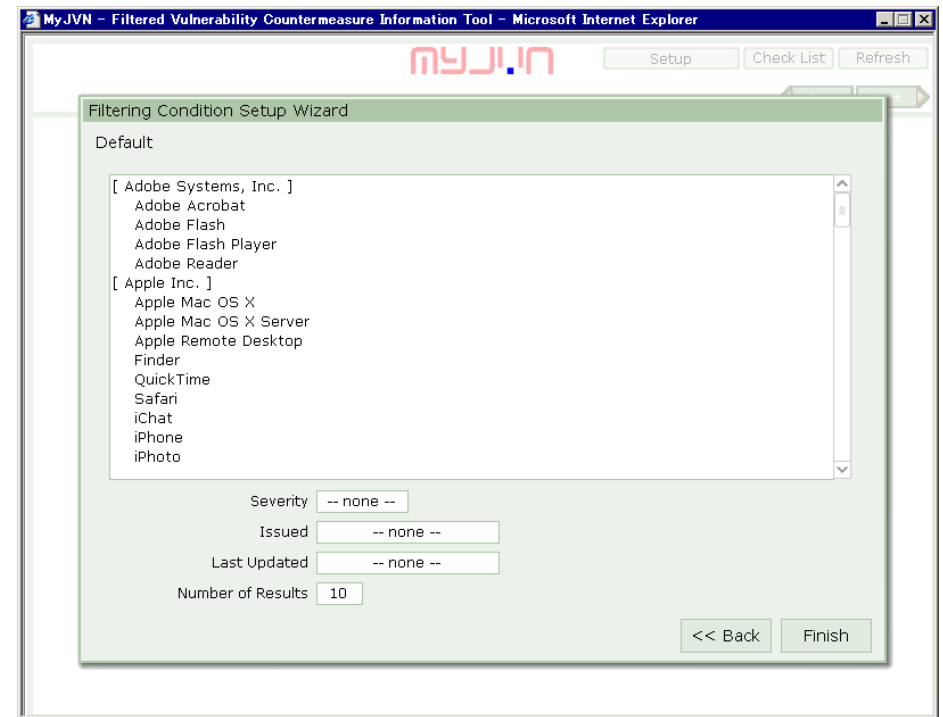 MyJVN - Filtered Vulnerability Countermeasure Information Tool - Microsoft Internet Explorer
MYJVN
Setup Check List Refresh
Filtering Condition Setup Wizard
Default
[ Adobe Systems, Inc. ]
Adobe Acrobat
Adobe Flash
Adobe Flash Player
Adobe Reader
[ Apple Inc. ]
Apple Mac OS X
Apple Mac OS X Server
Apple Remote Desktop
Finder
QuickTime
Safari
iChat
iPhone
iPhoto
Severity -- none --
Issued -- none --
Last Updated -- none --
Number of Results 10
<< Back Finish